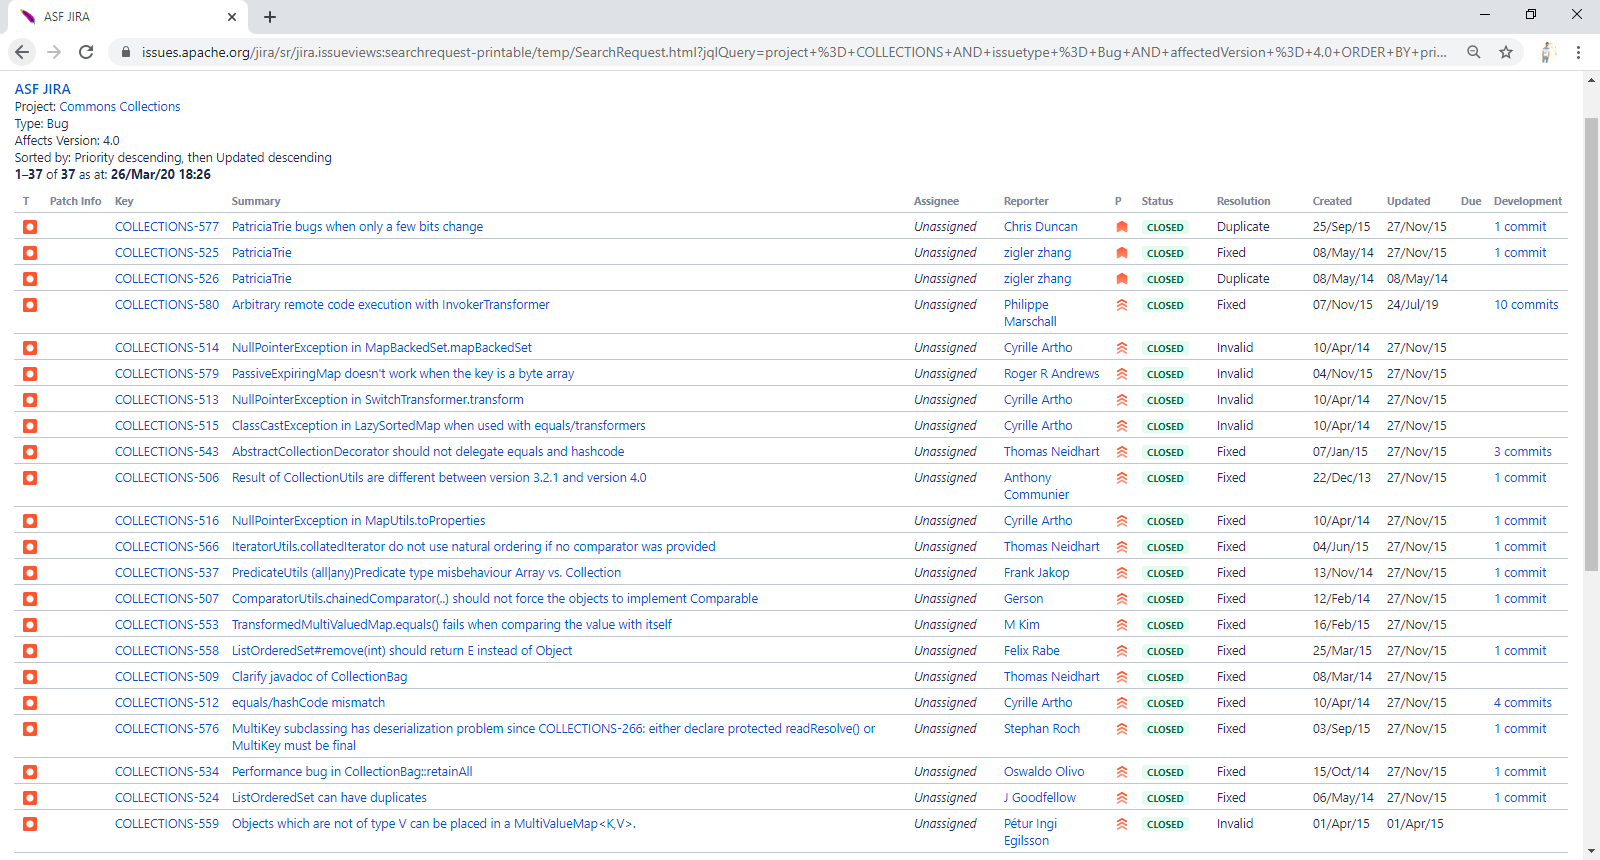 ASF JIRA
issues.apache.org/jira/sr/jira.issueviews:searchrequest-printable/temp/SearchRequest.html?jqlQuery=project+%3D+COLLECTIONS+AND+issuetype+%3D+Bug+AND+affectedVersion+%3D+4.0+ORDER+BY+pri...
ASF JIRA
Project: Commons Collections
Type: Bug
Affects Version: 4.0
Sorted by: Priority descending, then Updated descending
1–37 of 37 as at: 26/Mar/20 18:26
T Patch Info Key Summary Assignee Reporter P Status Resolution Created Updated Due Development
COLLECTIONS-577 PatriciaTrie bugs when only a few bits change Unassigned Chris Duncan CLOSED Duplicate 25/Sep/15 27/Nov/15 1 commit
COLLECTIONS-525 PatriciaTrie Unassigned zigler zhang CLOSED Fixed 08/May/14 27/Nov/15 1 commit
COLLECTIONS-526 PatriciaTrie Unassigned zigler zhang CLOSED Duplicate 08/May/14 08/May/14
COLLECTIONS-580 Arbitrary remote code execution with InvokerTransformer Unassigned Philippe CLOSED Fixed 07/Nov/15 24/Jul/19 10 commits
Marschall
COLLECTIONS-514 NullPointerException in MapBackedSet.mapBackedSet Unassigned Cyrille Artho CLOSED Invalid 10/Apr/14 27/Nov/15
COLLECTIONS-579 PassiveExpiringMap doesn't work when the key is a byte array Unassigned Roger R Andrews CLOSED Invalid 04/Nov/15 27/Nov/15
COLLECTIONS-513 NullPointerException in SwitchTransformer.transform Unassigned Cyrille Artho CLOSED Invalid 10/Apr/14 27/Nov/15
COLLECTIONS-515 ClassCastException in LazySortedMap when used with equals/transformers Unassigned Cyrille Artho CLOSED Invalid 10/Apr/14 27/Nov/15
COLLECTIONS-543 AbstractCollectionDecorator should not delegate equals and hashcode Unassigned Thomas Neidhart CLOSED Fixed 07/Jan/15 27/Nov/15 3 commits
COLLECTIONS-506 Result of CollectionUtils are different between version 3.2.1 and version 4.0 Unassigned Anthony CLOSED Fixed 22/Dec/13 27/Nov/15 1 commit
Communier
COLLECTIONS-516 NullPointerException in MapUtils.toProperties Unassigned Cyrille Artho CLOSED Fixed 10/Apr/14 27/Nov/15 1 commit
COLLECTIONS-566 IteratorUtils.collatedIterator do not use natural ordering if no comparator was provided Unassigned Thomas Neidhart CLOSED Fixed 04/Jun/15 27/Nov/15 1 commit
COLLECTIONS-537 PredicateUtils (all|any)Predicate type misbehaviour Array vs. Collection Unassigned Frank Jakop CLOSED Fixed 13/Nov/14 27/Nov/15 1 commit
COLLECTIONS-507 ComparatorUtils.chainedComparator(..) should not force the objects to implement Comparable Unassigned Gerson CLOSED Fixed 12/Feb/14 27/Nov/15 1 commit
COLLECTIONS-553 TransformedMultiValuedMap.equals() fails when comparing the value with itself Unassigned M Kim CLOSED Fixed 16/Feb/15 27/Nov/15
COLLECTIONS-558 ListOrderedSet#remove(int) should return E instead of Object Unassigned Felix Rabe CLOSED Fixed 25/Mar/15 27/Nov/15 1 commit
COLLECTIONS-509 Clarify javadoc of CollectionBag Unassigned Thomas Neidhart CLOSED Fixed 08/Mar/14 27/Nov/15
COLLECTIONS-512 equals/hashCode mismatch Unassigned Cyrille Artho CLOSED Fixed 10/Apr/14 27/Nov/15 4 commits
COLLECTIONS-576 MultiKey subclassing has deserialization problem since COLLECTIONS-266: either declare protected readResolve() or Unassigned Stephan Roch CLOSED Fixed 03/Sep/15 27/Nov/15 1 commit
MultiKey must be final
COLLECTIONS-534 Performance bug in CollectionBag::retainAll Unassigned Oswaldo Olivo CLOSED Fixed 15/Oct/14 27/Nov/15 1 commit
COLLECTIONS-524 ListOrderedSet can have duplicates Unassigned J Goodfellow CLOSED Fixed 06/May/14 27/Nov/15 1 commit
COLLECTIONS-559 Objects which are not of type V can be placed in a MultiValueMap<K,V>. Unassigned Pétur Ingi CLOSED Invalid 01/Apr/15 01/Apr/15
Egilsson